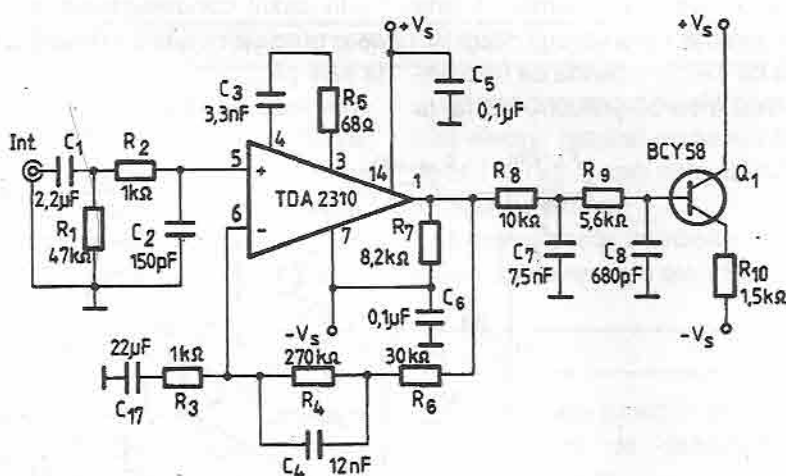 +Vs
+Vs
C3
3,3nF
R5
68Ω
C5
0,1µF
Int
C1
2,2µF
R2
1kΩ
4
3
14
5
+
TDA 2310
1
6
-
7
R1
47kΩ
C2
150pF
R7
8,2kΩ
R8
10kΩ
R9
5,6kΩ
BCY58
Q1
C7
7,5nF
C8
680pF
R10
1,5kΩ
-Vs
C6
0,1µF
-Vs
22µF
C17
1kΩ
R3
270kΩ
R4
30kΩ
R6
C4
12nF